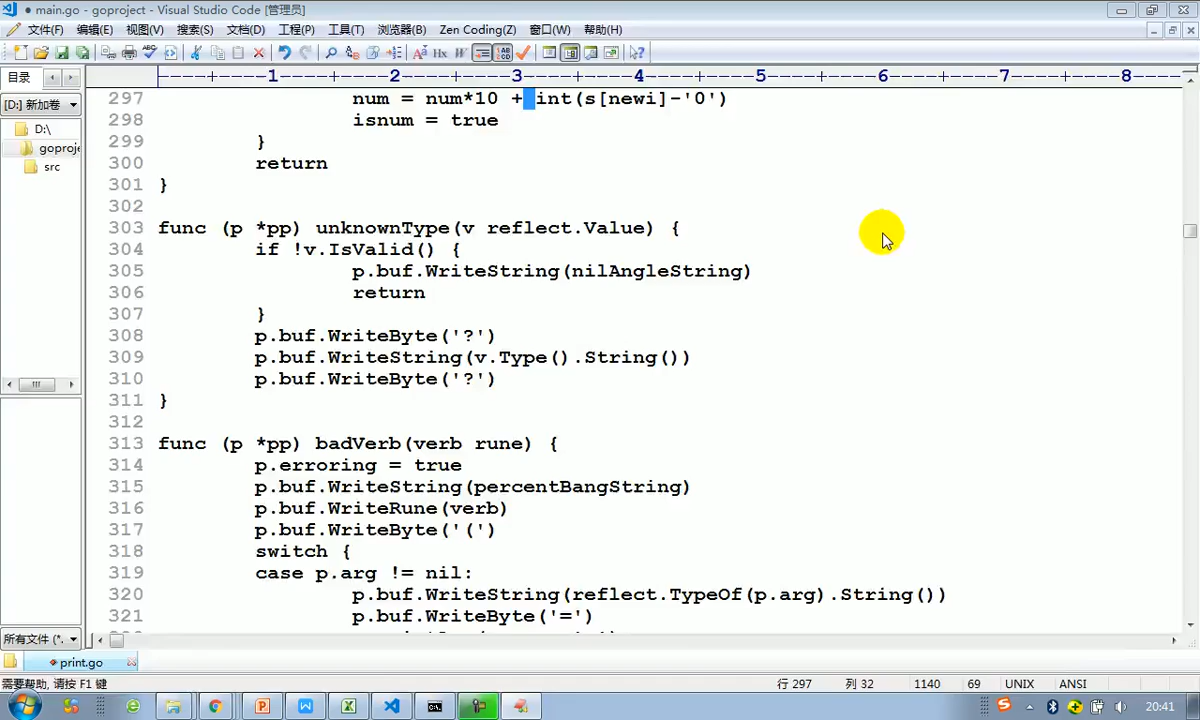 main.go - goproject - Visual Studio Code [管理员]
文件(F) 编辑(E) 视图(V) 搜索(S) 文档(D) 工程(P) 工具(T) 浏览器(B) Zen Coding(Z) 窗口(W) 帮助(H)
目录
1 2 3 4 5 6 7 8
[D:] 新加卷
D:\
goproje
src
297 num = num*10 + int(s[newi]-'0')
298 isnum = true
299 }
300 return
301 }
302
303 func (p *pp) unknownType(v reflect.Value) {
304 if !v.IsValid() {
305 p.buf.WriteString(nilAngleString)
306 return
307 }
308 p.buf.WriteByte('?')
309 p.buf.WriteString(v.Type().String())
310 p.buf.WriteByte('?')
311 }
312
313 func (p *pp) badVerb(verb rune) {
314 p.erroring = true
315 p.buf.WriteString(percentBangString)
316 p.buf.WriteRune(verb)
317 p.buf.WriteByte('(')
318 switch {
319 case p.arg != nil:
320 p.buf.WriteString(reflect.TypeOf(p.arg).String())
321 p.buf.WriteByte('=')
所有文件 (*.
print.go
需要帮助, 请按 F1 键
行 297 列 32 1140 69 UNIX ANSI
20:41